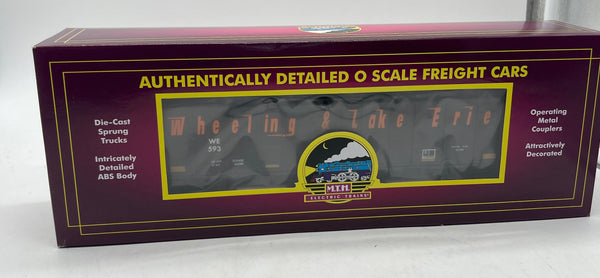 AUTHENTICALLY DETAILED O SCALE FREIGHT CARS
Die-Cast
Sprung
Trucks
Intricately
Detailed
ABS Body
Wheeling & Lake Erie
WE
593
Operating
Metal
Couplers
Attractively
Decorated
M.T.H.
ELECTRIC TRAINS